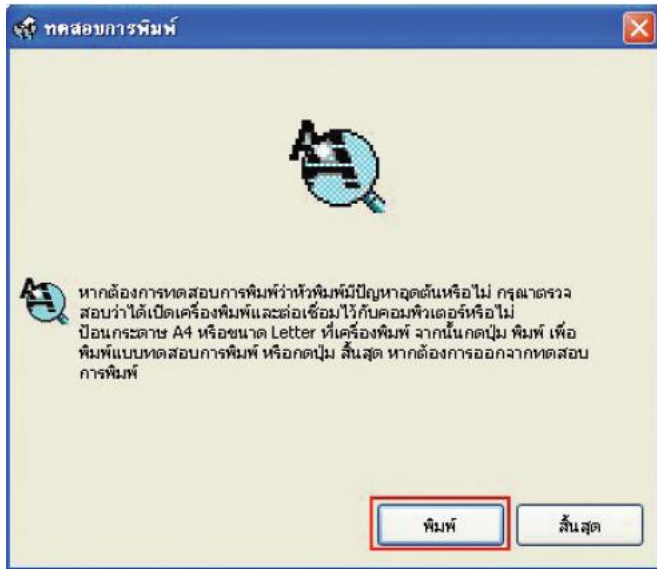 ทดสอบการพิมพ์
หากต้องการทดสอบการพิมพ์ว่าหัวพิมพ์มีปัญหาอุดตันหรือไม่ กรุณาตรวจ
สอบว่าได้เปิดเครื่องพิมพ์และต่อเชื่อมไว้กับคอมพิวเตอร์หรือไม่
ป้อนกระดาษ A4 หรือขนาด Letter ที่เครื่องพิมพ์ จากนั้นกดปุ่ม พิมพ์ เพื่อ
พิมพ์แบบทดสอบการพิมพ์ หรือกดปุ่ม สิ้นสุด หากต้องการออกจากทดสอบ
การพิมพ์
พิมพ์ สิ้นสุด